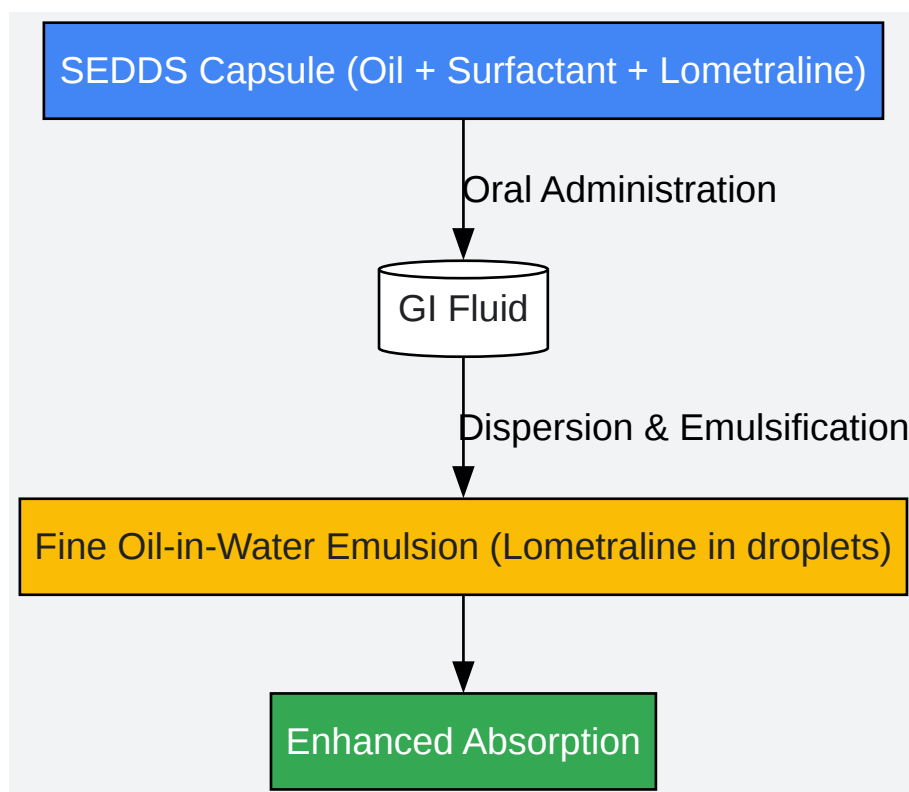 SEDDS Capsule (Oil + Surfactant + Lometraline)
Oral Administration
GI Fluid
Dispersion & Emulsification
Fine Oil-in-Water Emulsion (Lometraline in droplets)
Enhanced Absorption